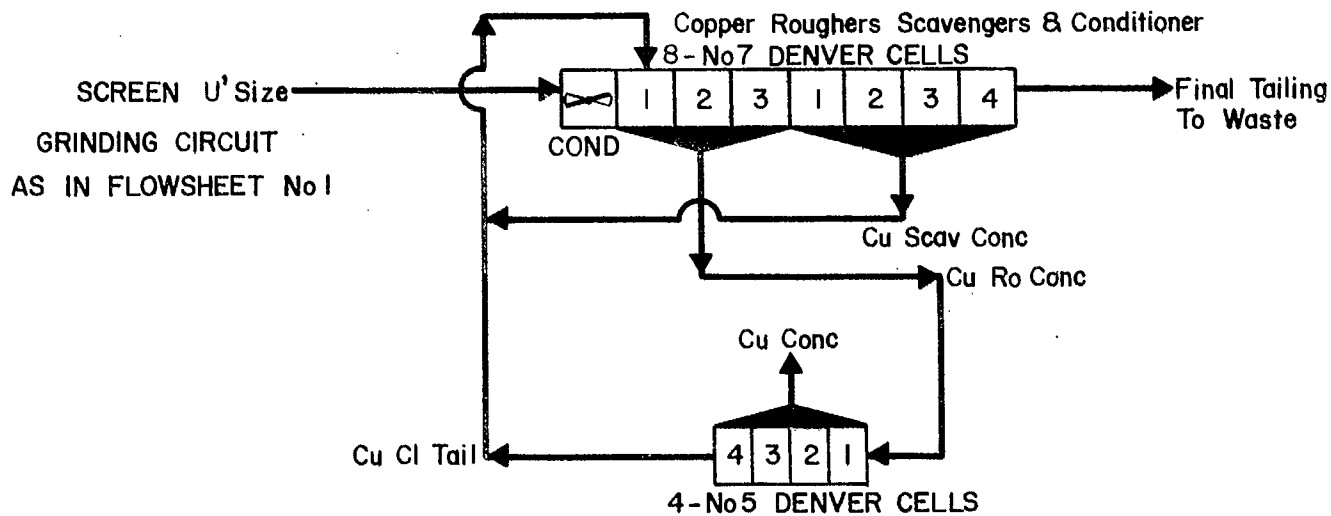 Copper Roughers Scavengers & Conditioner
8-No7 DENVER CELLS
SCREEN U' Size
GRINDING CIRCUIT
AS IN FLOWSHEET No 1
1 2 3 1 2 3 4
COND
Final Tailing
To Waste
Cu Scav Conc
Cu Ro Conc
Cu Conc
Cu Cl Tail
4 3 2 1
4-No5 DENVER CELLS